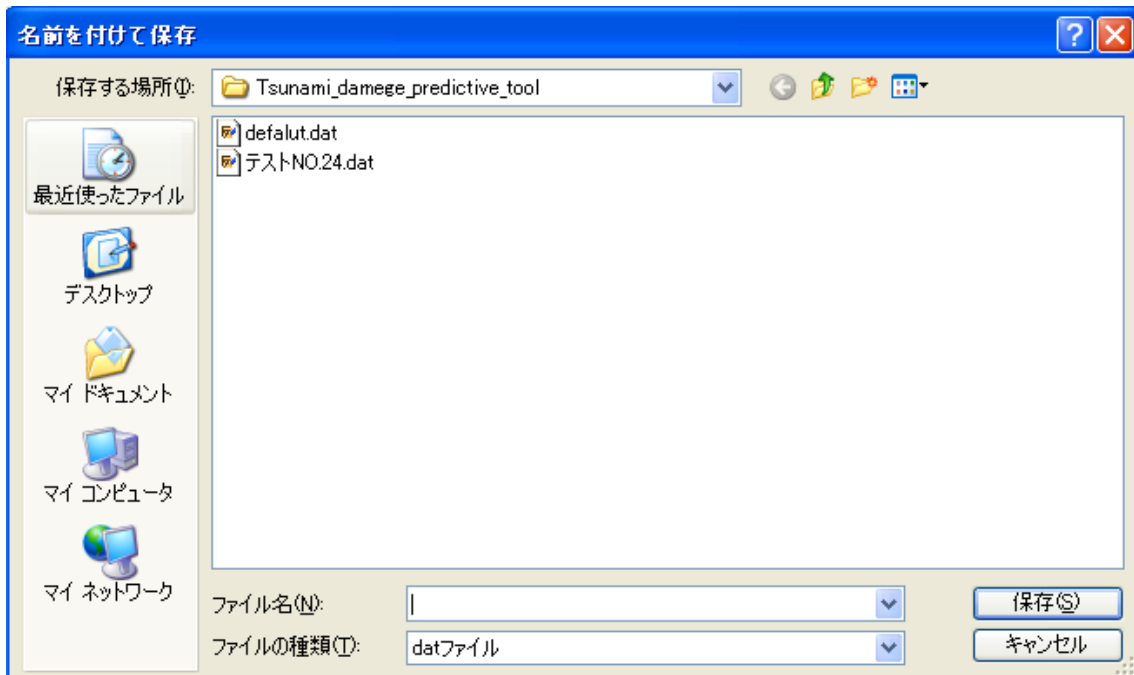 名前を付けて保存
保存する場所(I):
Tsunami_damege_predictive_tool
最近使ったファイル
デスクトップ
マイ ドキュメント
マイ コンピュータ
マイ ネットワーク
defalut.dat
テストNO.24.dat
ファイル名(N):
保存(S)
ファイルの種類(T):
datファイル
キャンセル